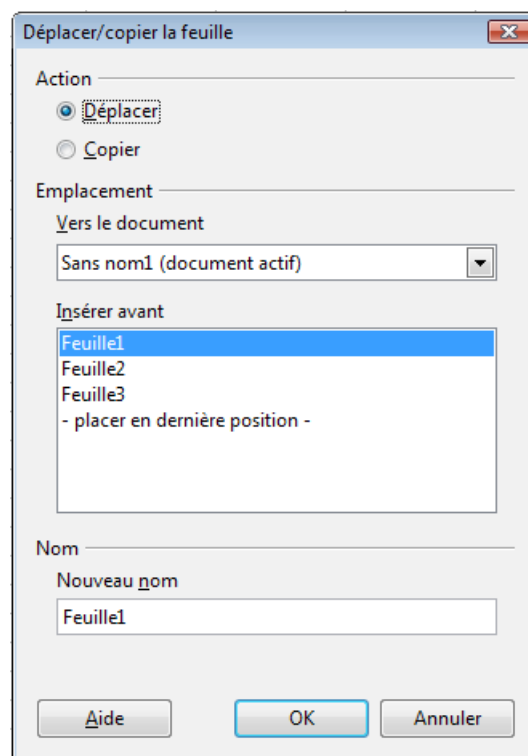 Déplacer/copier la feuille
Action
Déplacer
Copier
Emplacement
Vers le document
Sans nom1 (document actif)
Insérer avant
Feuille1
Feuille2
Feuille3
- placer en dernière position -
Nom
Nouveau nom
Feuille1
Aide OK Annuler